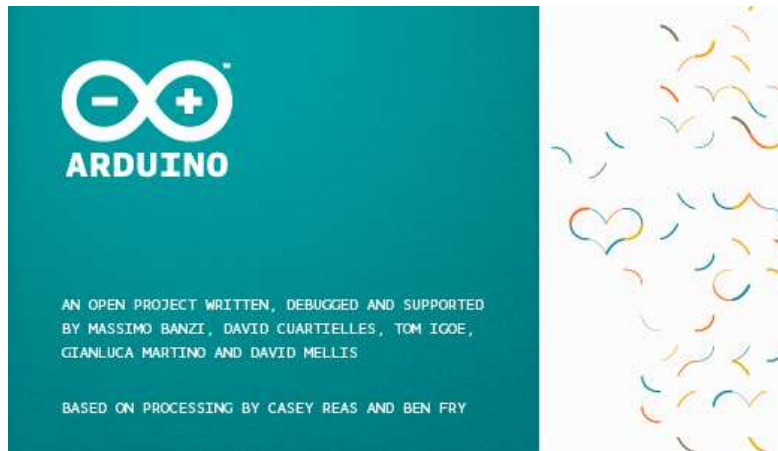 ARDUINO
AN OPEN PROJECT WRITTEN, DEBUGGED AND SUPPORTED
BY MASSIMO BANZI, DAVID CUARTIELLES, TOM IGOE,
GIANLUCA MARTINO AND DAVID MELLIS
BASED ON PROCESSING BY CASEY REAS AND BEN FRY